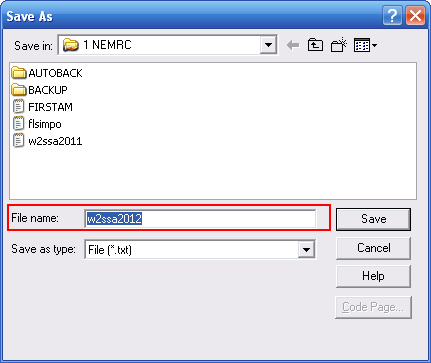 Save As
Save in: 1 NEMRC
AUTOBACK
BACKUP
FIRSTAM
flsimpo
w2ssa2011
File name: w2ssa2012 Save
Save as type: File (*.txt) Cancel
Help
Code Page...